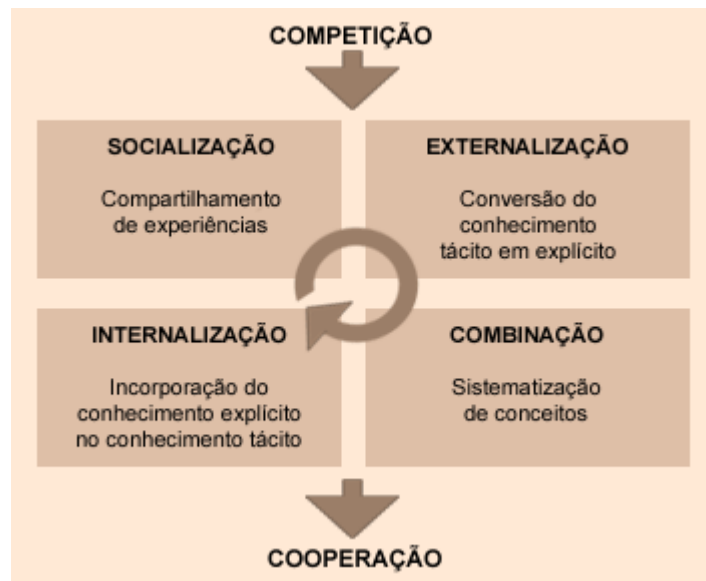 COMPETIÇÃO
SOCIALIZAÇÃO
Compartilhamento
de experiências
EXTERNALIZAÇÃO
Conversão do
conhecimento
tácito em explícito
INTERNALIZAÇÃO
Incorporação do
conhecimento explícito
no conhecimento tácito
COMBINAÇÃO
Sistematização
de conceitos
COOPERAÇÃO